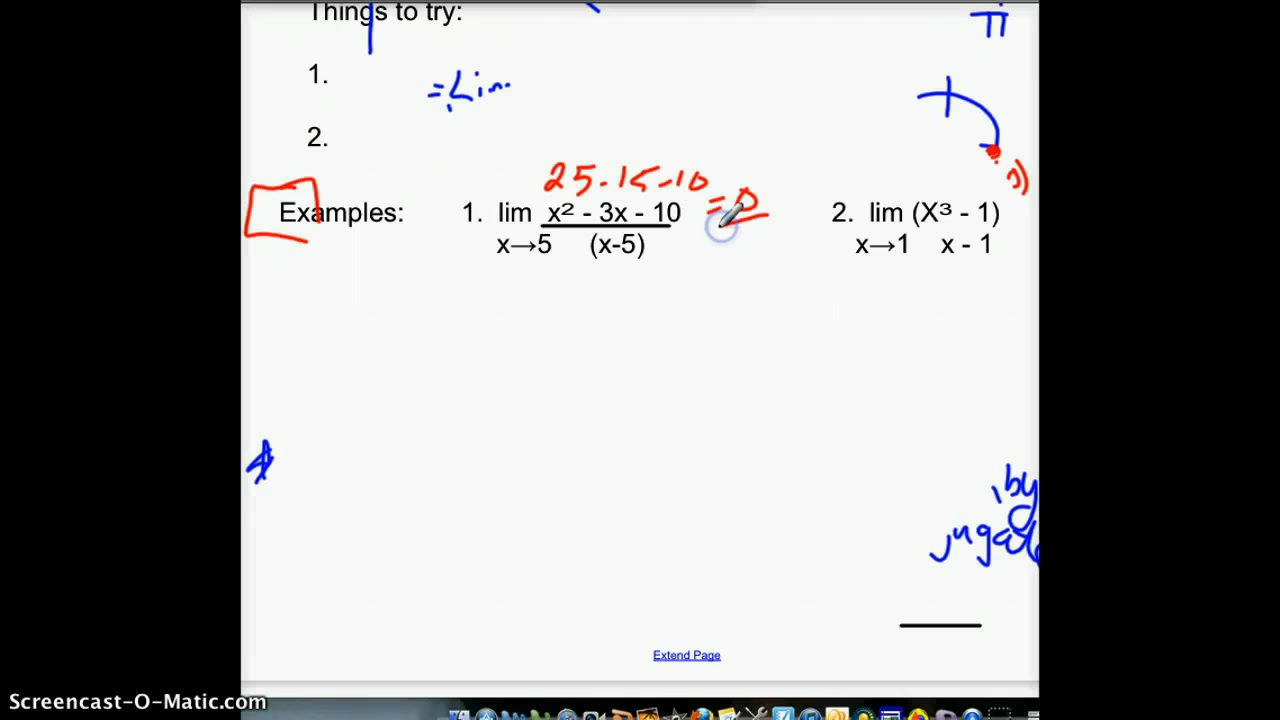 Things to try:
π
1.
=Lim
2.
25-15-10
=0
Examples: 1. lim x² - 3x - 10 2. lim (X³ - 1)
x→5 (x-5) x→1 x - 1
by
Extend Page
Screencast-O-Matic.com